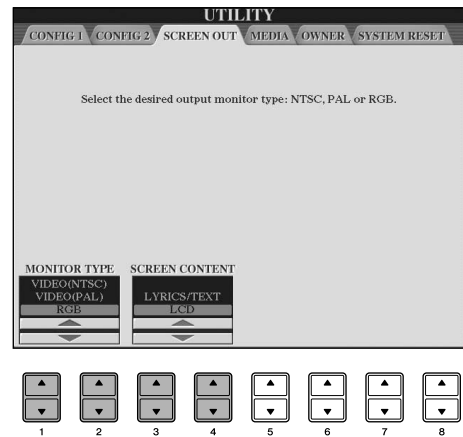 UTILITY
CONFIG 1 CONFIG 2 SCREEN OUT MEDIA OWNER SYSTEM RESET
Select the desired output monitor type: NTSC, PAL or RGB.
MONITOR TYPE SCREEN CONTENT
VIDEO(NTSC)
VIDEO(PAL) LYRICS/TEXT
RGB LCD
1 2 3 4 5 6 7 8